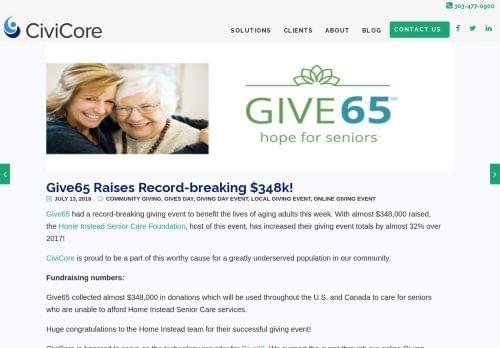 303-477-0900
CiviCore
SOLUTIONS CLIENTS ABOUT BLOG CONTACT US
GIVE65 SM
hope for seniors
Give65 Raises Record-breaking $348k!
JULY 13, 2018 COMMUNITY GIVING, GIVES DAY, GIVING DAY EVENT, LOCAL GIVING EVENT, ONLINE GIVING EVENT
Give65 had a record-breaking giving event to benefit the lives of aging adults this week. With almost $348,000 raised,
the Home Instead Senior Care Foundation, host of this event, has increased their giving event totals by almost 32% over
2017!
CiviCore is proud to be a part of this worthy cause for a greatly underserved population in our community.
Fundraising numbers:
Give65 collected almost $348,000 in donations which will be used throughout the U.S. and Canada to care for seniors
who are unable to afford Home Instead Senior Care services.
Huge congratulations to the Home Instead team for their successful giving event!
CiviCore is honored to serve as the technology provider for Give65. We support the event through our online Giving